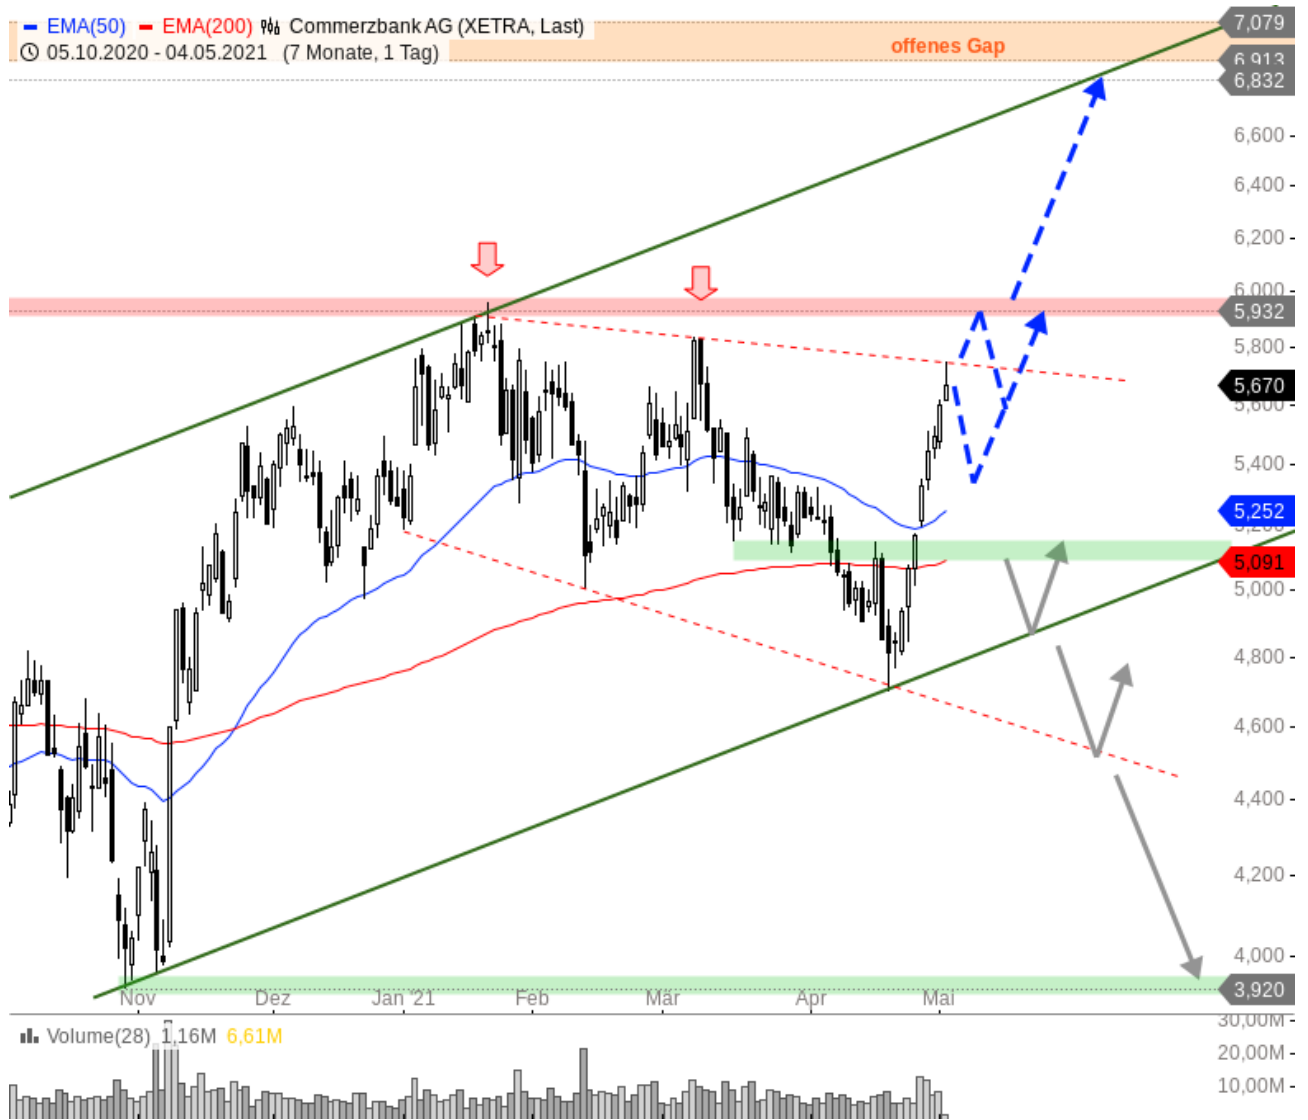 EMA(50) EMA(200) Commerzbank AG (XETRA, Last)
05.10.2020 - 04.05.2021 (7 Monate, 1 Tag)
offenes Gap
7,079
6,913
6,832
6,600
6,400
6,200
6,000
5,932
5,800
5,670
5,600
5,400
5,252
5,200
5,091
5,000
4,800
4,600
4,400
4,200
4,000
3,920
Nov Dez Jan '21 Feb Mär Apr Mai
Volume(28) 1,16M 6,61M
30,00M
20,00M
10,00M